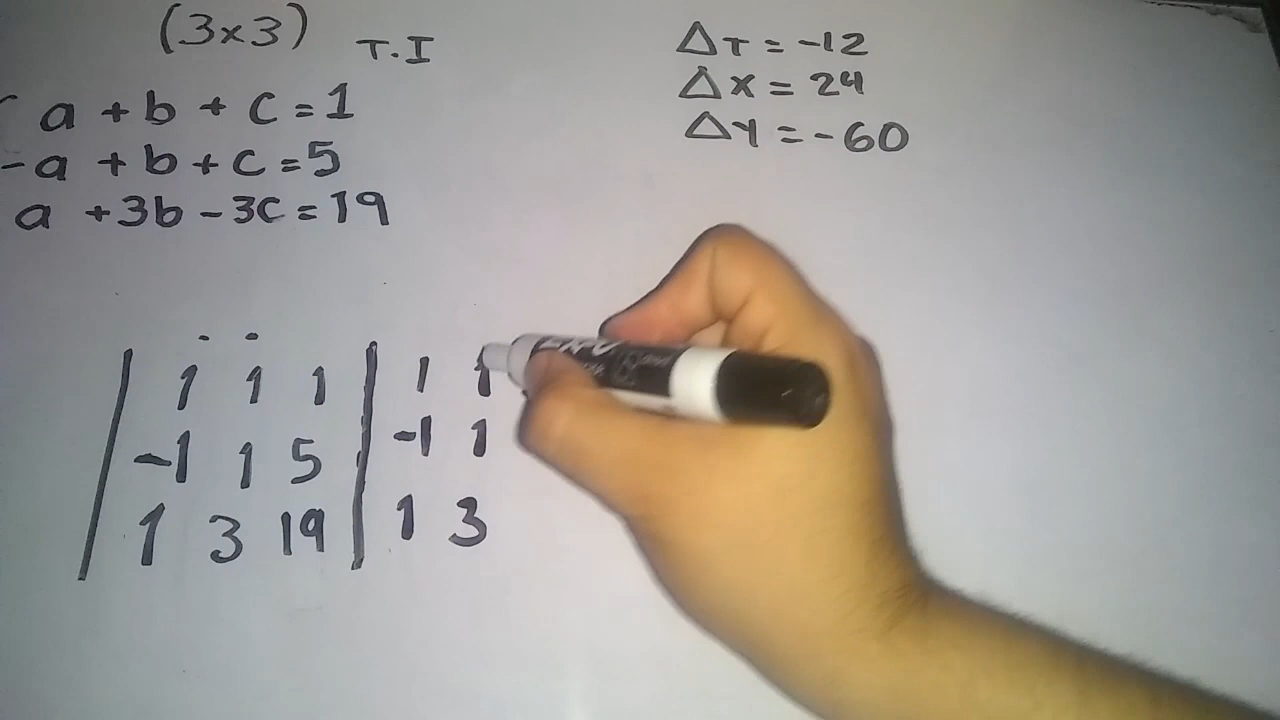 (3x3) T.I
a + b + c = 1
-a + b + c = 5
a + 3b - 3c = 19
ΔT = -12
Δx = 24
Δy = -60
1 1 1 | 1 1
-1 1 5 | -1 1
1 3 19 | 1 3